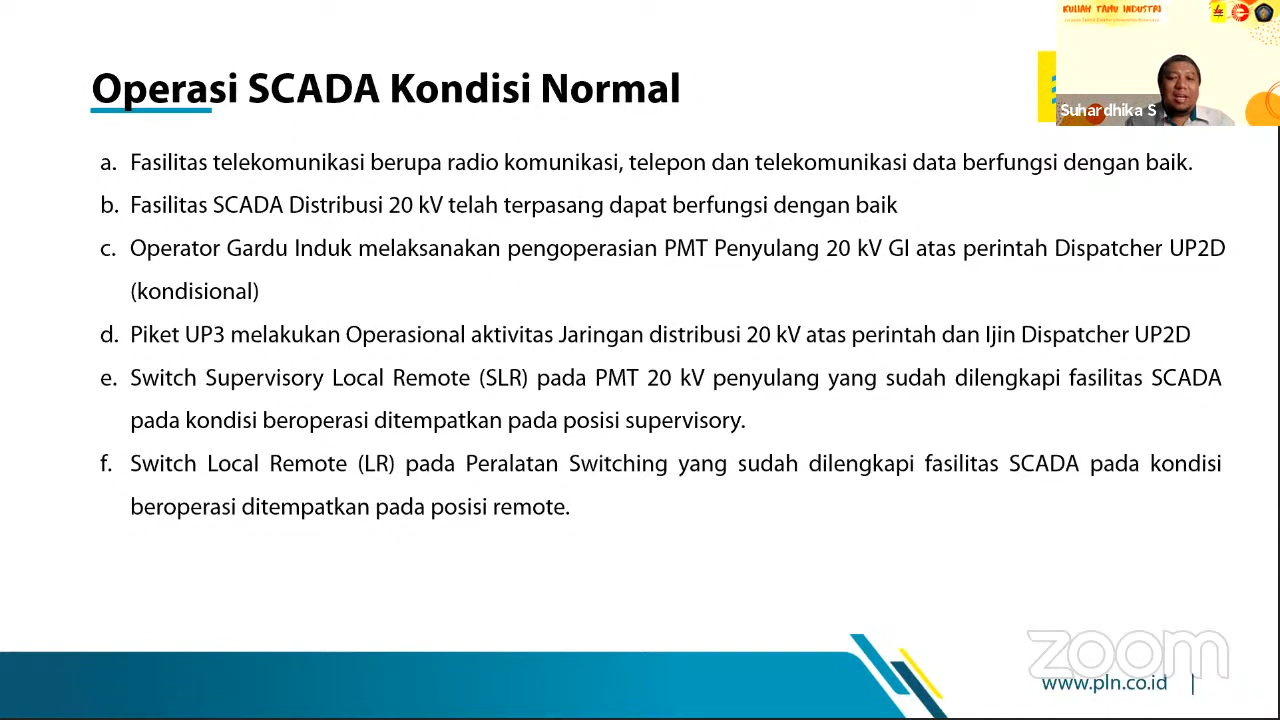 KULIAH TAMU INDUSTRI
Operasi SCADA Kondisi Normal
Suhardhika S
a. Fasilitas telekomunikasi berupa radio komunikasi, telepon dan telekomunikasi data berfungsi dengan baik.
b. Fasilitas SCADA Distribusi 20 kV telah terpasang dapat berfungsi dengan baik
c. Operator Gardu Induk melaksanakan pengoperasian PMT Penyulang 20 kV GI atas perintah Dispatcher UP2D
(kondisional)
d. Piket UP3 melakukan Operasional aktivitas Jaringan distribusi 20 kV atas perintah dan Ijin Dispatcher UP2D
e. Switch Supervisory Local Remote (SLR) pada PMT 20 kV penyulang yang sudah dilengkapi fasilitas SCADA
pada kondisi beroperasi ditempatkan pada posisi supervisory.
f. Switch Local Remote (LR) pada Peralatan Switching yang sudah dilengkapi fasilitas SCADA pada kondisi
beroperasi ditempatkan pada posisi remote.
zoom
www.pln.co.id |